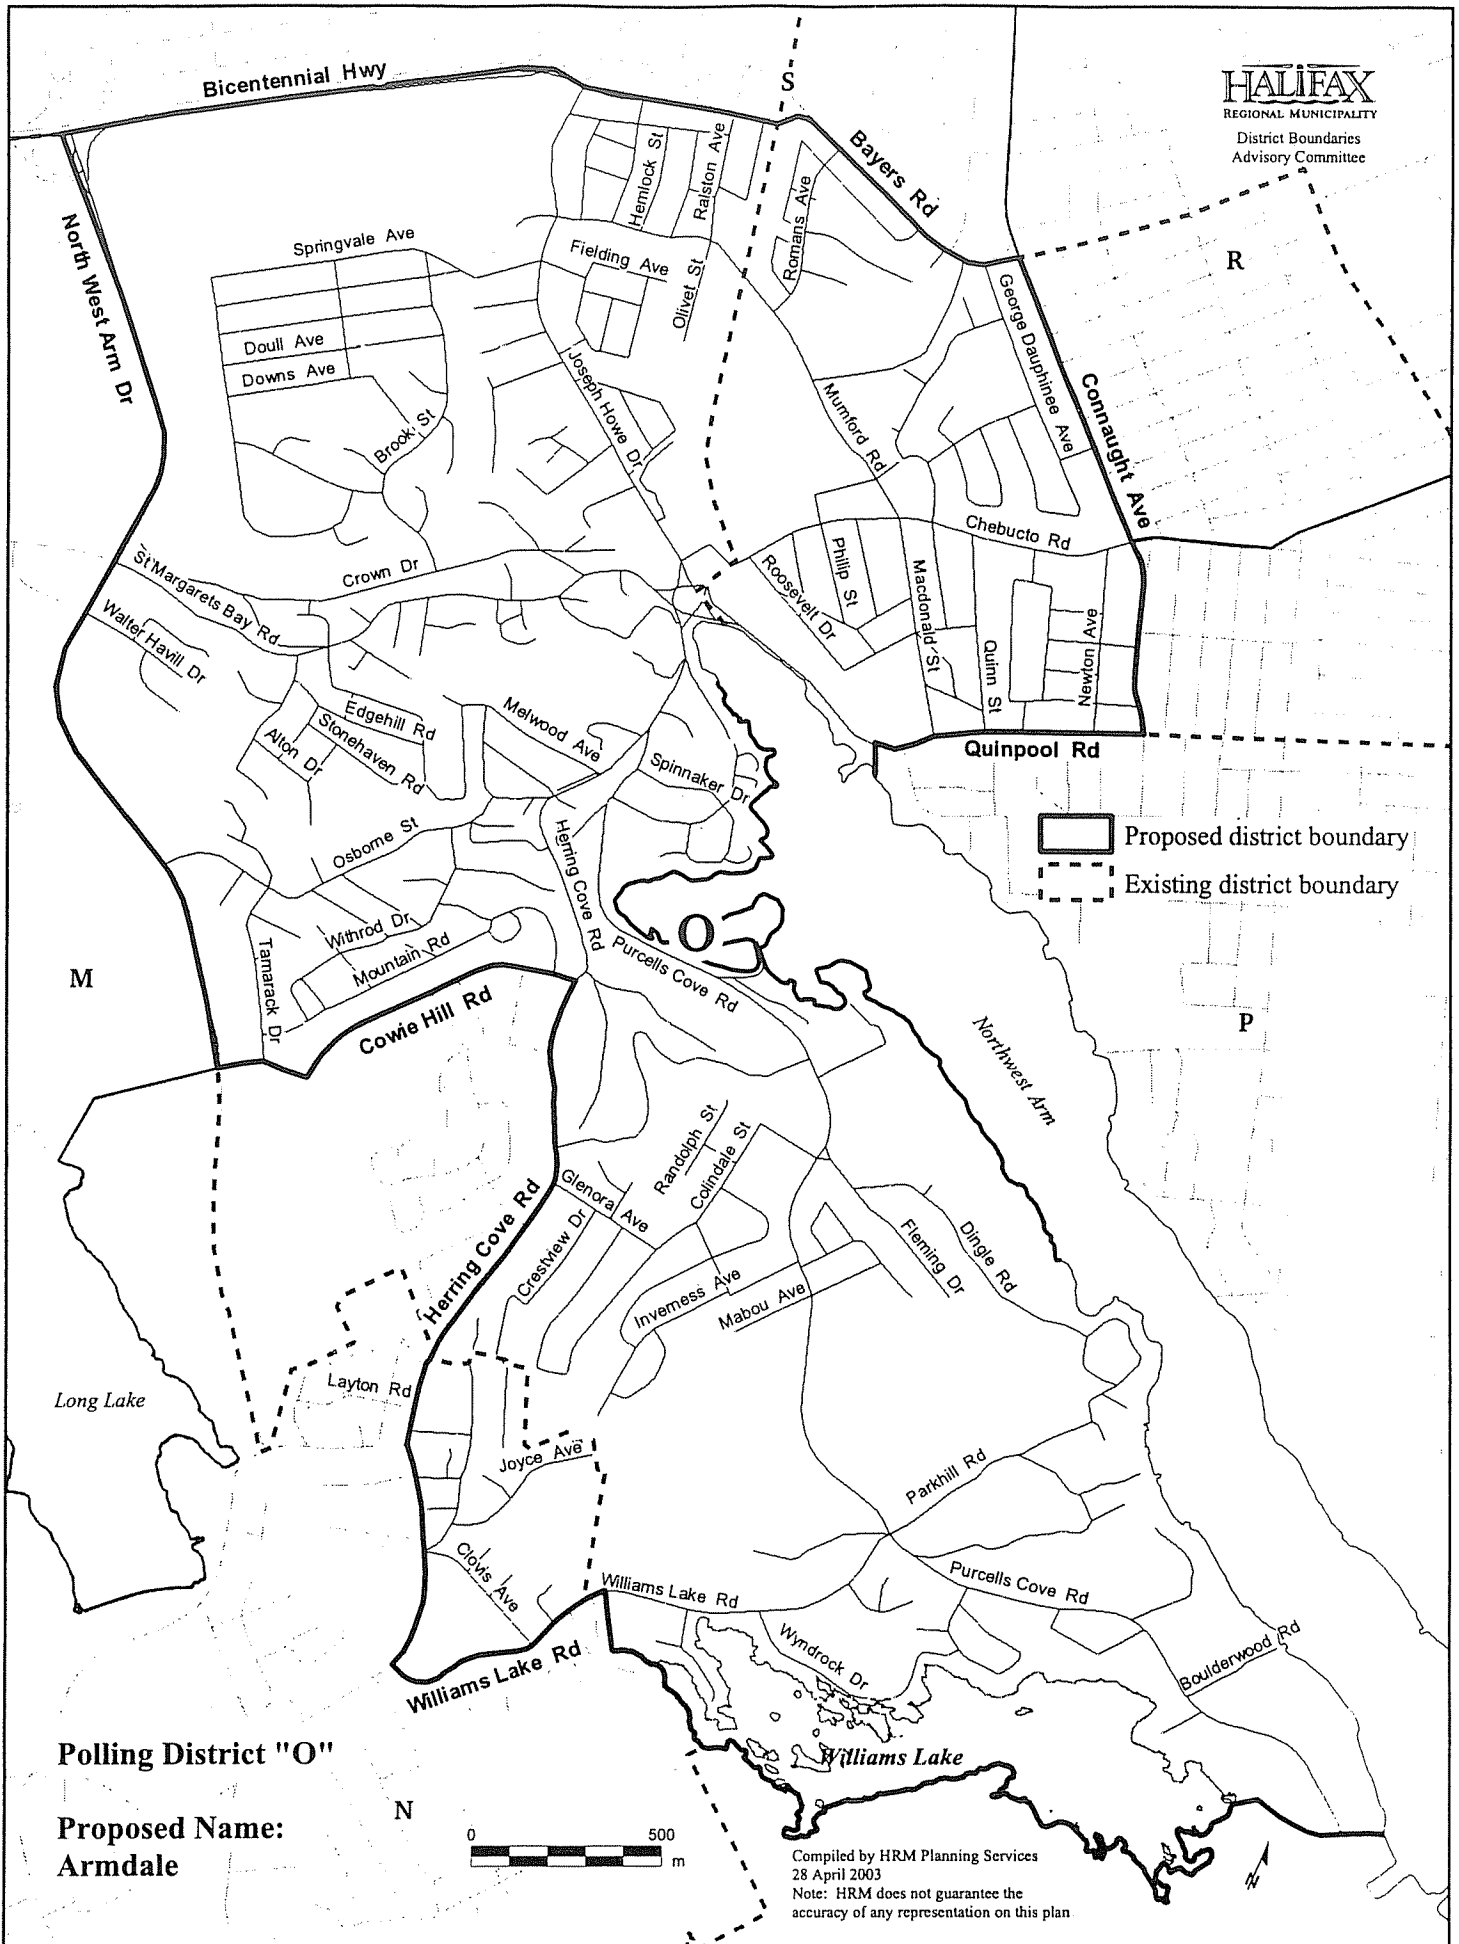 Bicentennial Hwy
S
HALIFAX
REGIONAL MUNICIPALITY
District Boundaries
Advisory Committee
Bayers Rd
Hemlock St
Ralston Ave
Romans Ave
North West Arm Dr
Springvale Ave
Fielding Ave
Olivet St
R
George Dauphinee Ave
Doull Ave
Downs Ave
Joseph Howe Dr
Brook St
Mumford Rd
Connaught Ave
Chebucto Rd
St Margarets Bay Rd
Crown Dr
Roosevelt Dr
Philip St
Macdonald St
Quinn St
Newton Ave
Walter Havill Dr
Edgehill Rd
Stonehaven Rd
Alton Dr
Melwood Ave
Spinnaker Dr
Quinpool Rd
Proposed district boundary
Existing district boundary
Osborne St
Herring Cove Rd
O
Withrod Dr
Mountain Rd
Tamarack Dr
Purcells Cove Rd
M
Cowie Hill Rd
P
Northwest Arm
Randolph St
Colindale St
Glenora Ave
Crestview Dr
Herring Cove Rd
Fleming Dr
Dingle Rd
Inverness Ave
Mabou Ave
Layton Rd
Long Lake
Joyce Ave
Parkhill Rd
Clovis Ave
Williams Lake Rd
Purcells Cove Rd
Wyndrock Dr
Boulderwood Rd
Williams Lake Rd
Williams Lake
Polling District "O"
Proposed Name:
Armdale
N
0 500
m
Compiled by HRM Planning Services
28 April 2003
Note: HRM does not guarantee the
accuracy of any representation on this plan
N